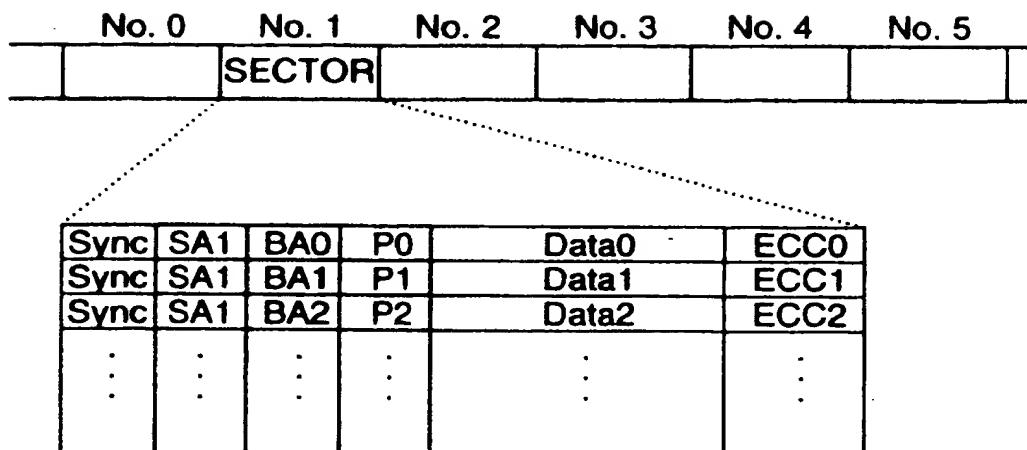 No. 0 No. 1 No. 2 No. 3 No. 4 No. 5
SECTOR
Sync SA1 BA0 P0 Data0 ECC0
Sync SA1 BA1 P1 Data1 ECC1
Sync SA1 BA2 P2 Data2 ECC2